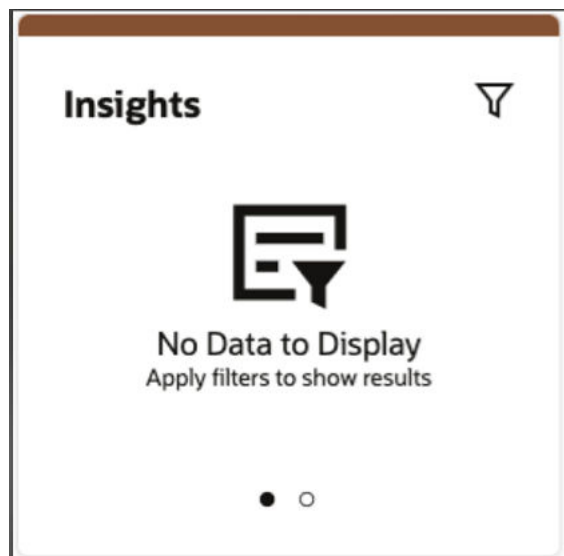 Insights
No Data to Display
Apply filters to show results